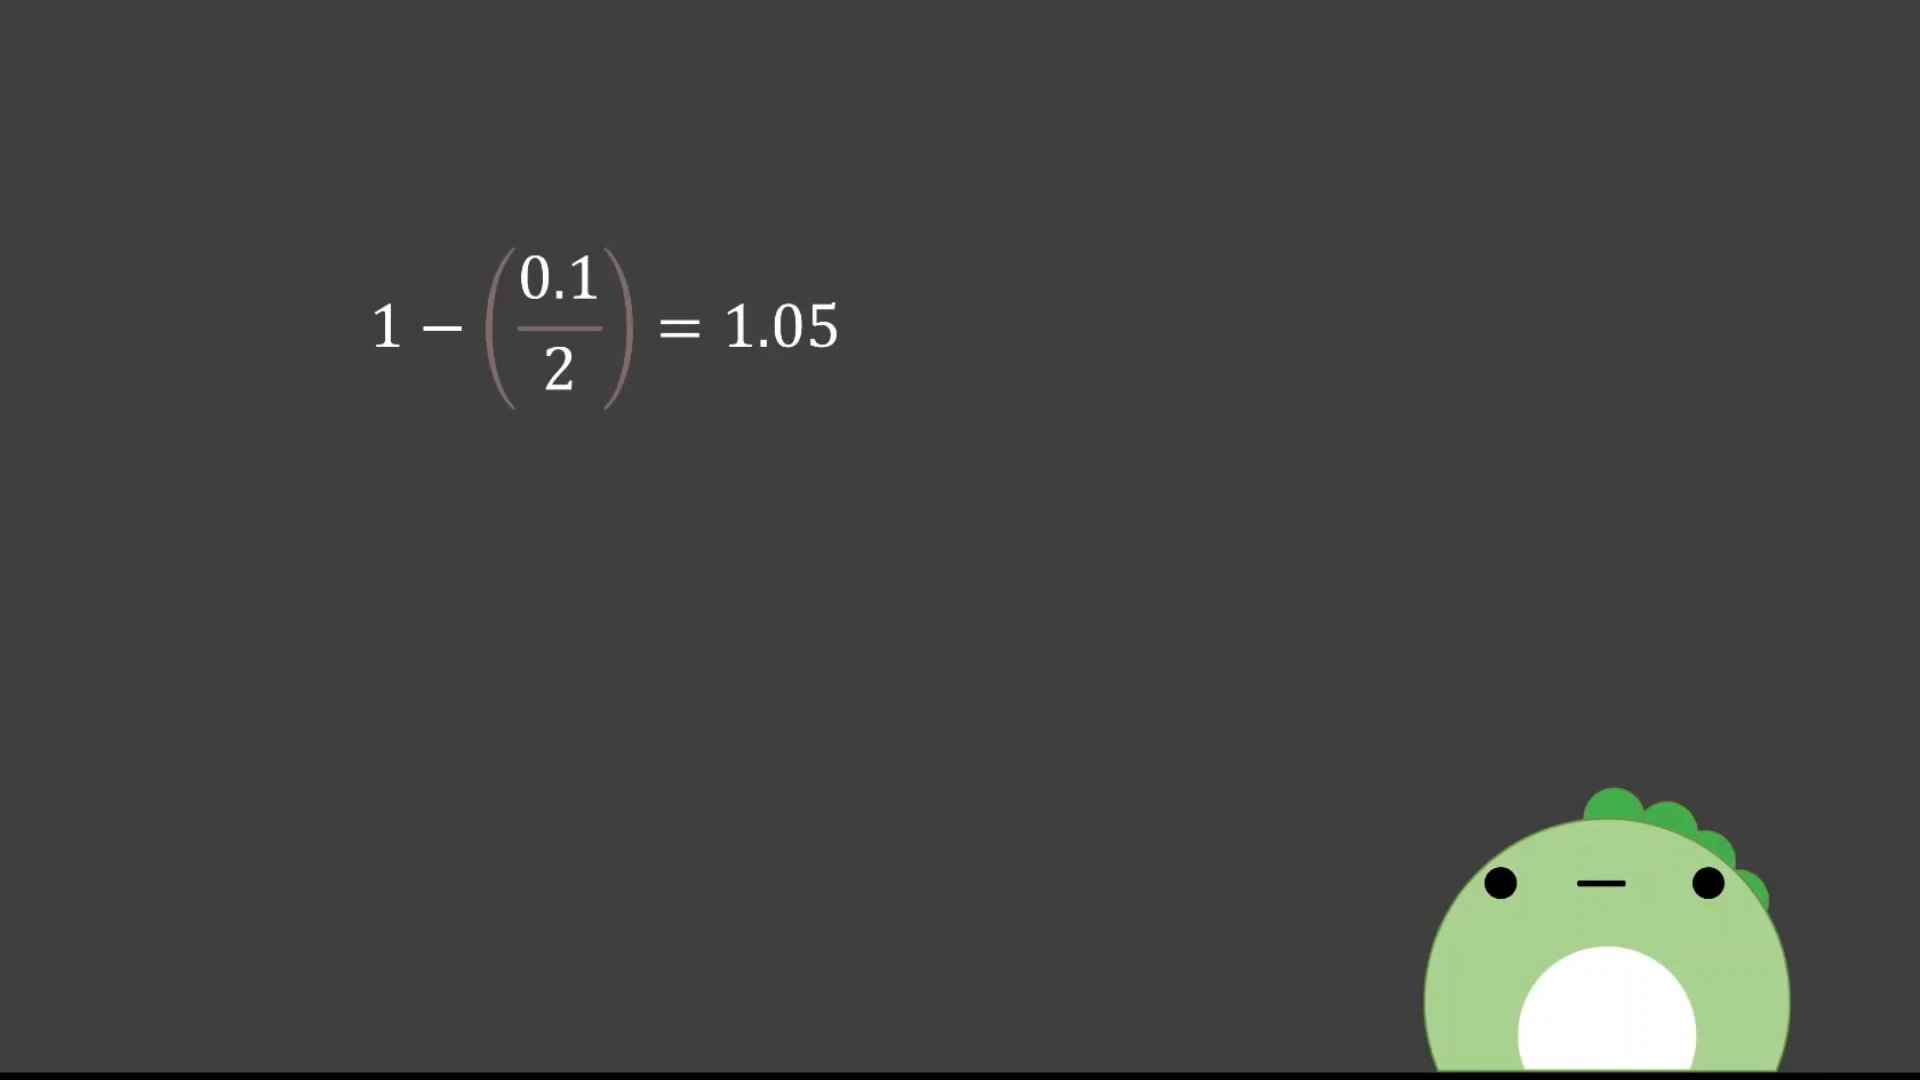 1 − (0.1/2) = 1.05